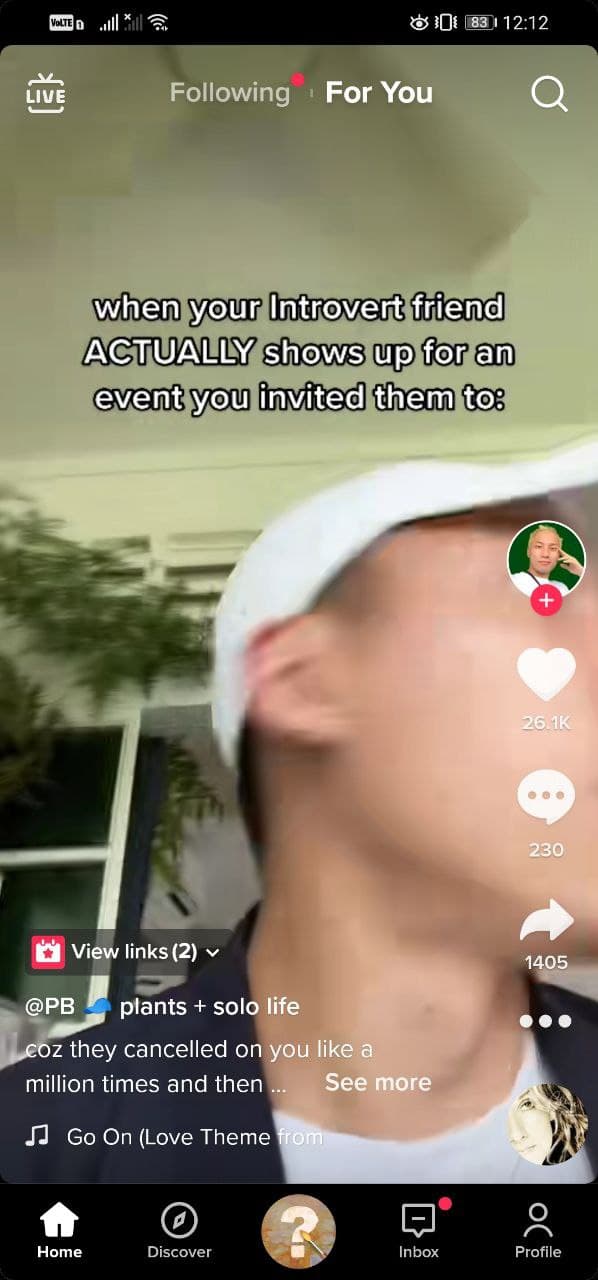 VoLTE 1
83 12:12
LIVE
Following
For You
when your Introvert friend
ACTUALLY shows up for an
event you invited them to:
26.1K
230
1405
View links (2)
@PB 🧢 plants + solo life
coz they cancelled on you like a
million times and then ... See more
Go On (Love Theme from
?
Home
Discover
Inbox
Profile